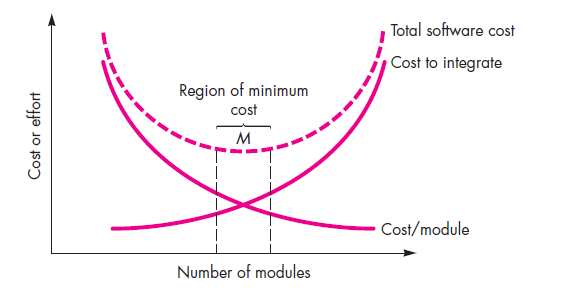 Total software cost
Cost to integrate
Region of minimum
cost
M
Cost or effort
Cost/module
Number of modules